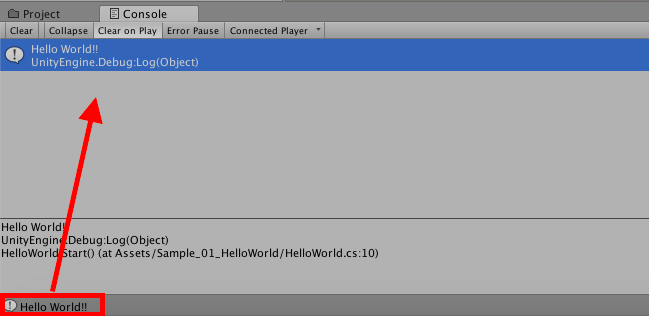 Project Console
Clear Collapse Clear on Play Error Pause Connected Player
Hello World!!
UnityEngine.Debug:Log(Object)
Hello World!!
UnityEngine.Debug:Log(Object)
HelloWorld:Start() (at Assets/Sample_01_HelloWorld/HelloWorld.cs:10)
Hello World!!